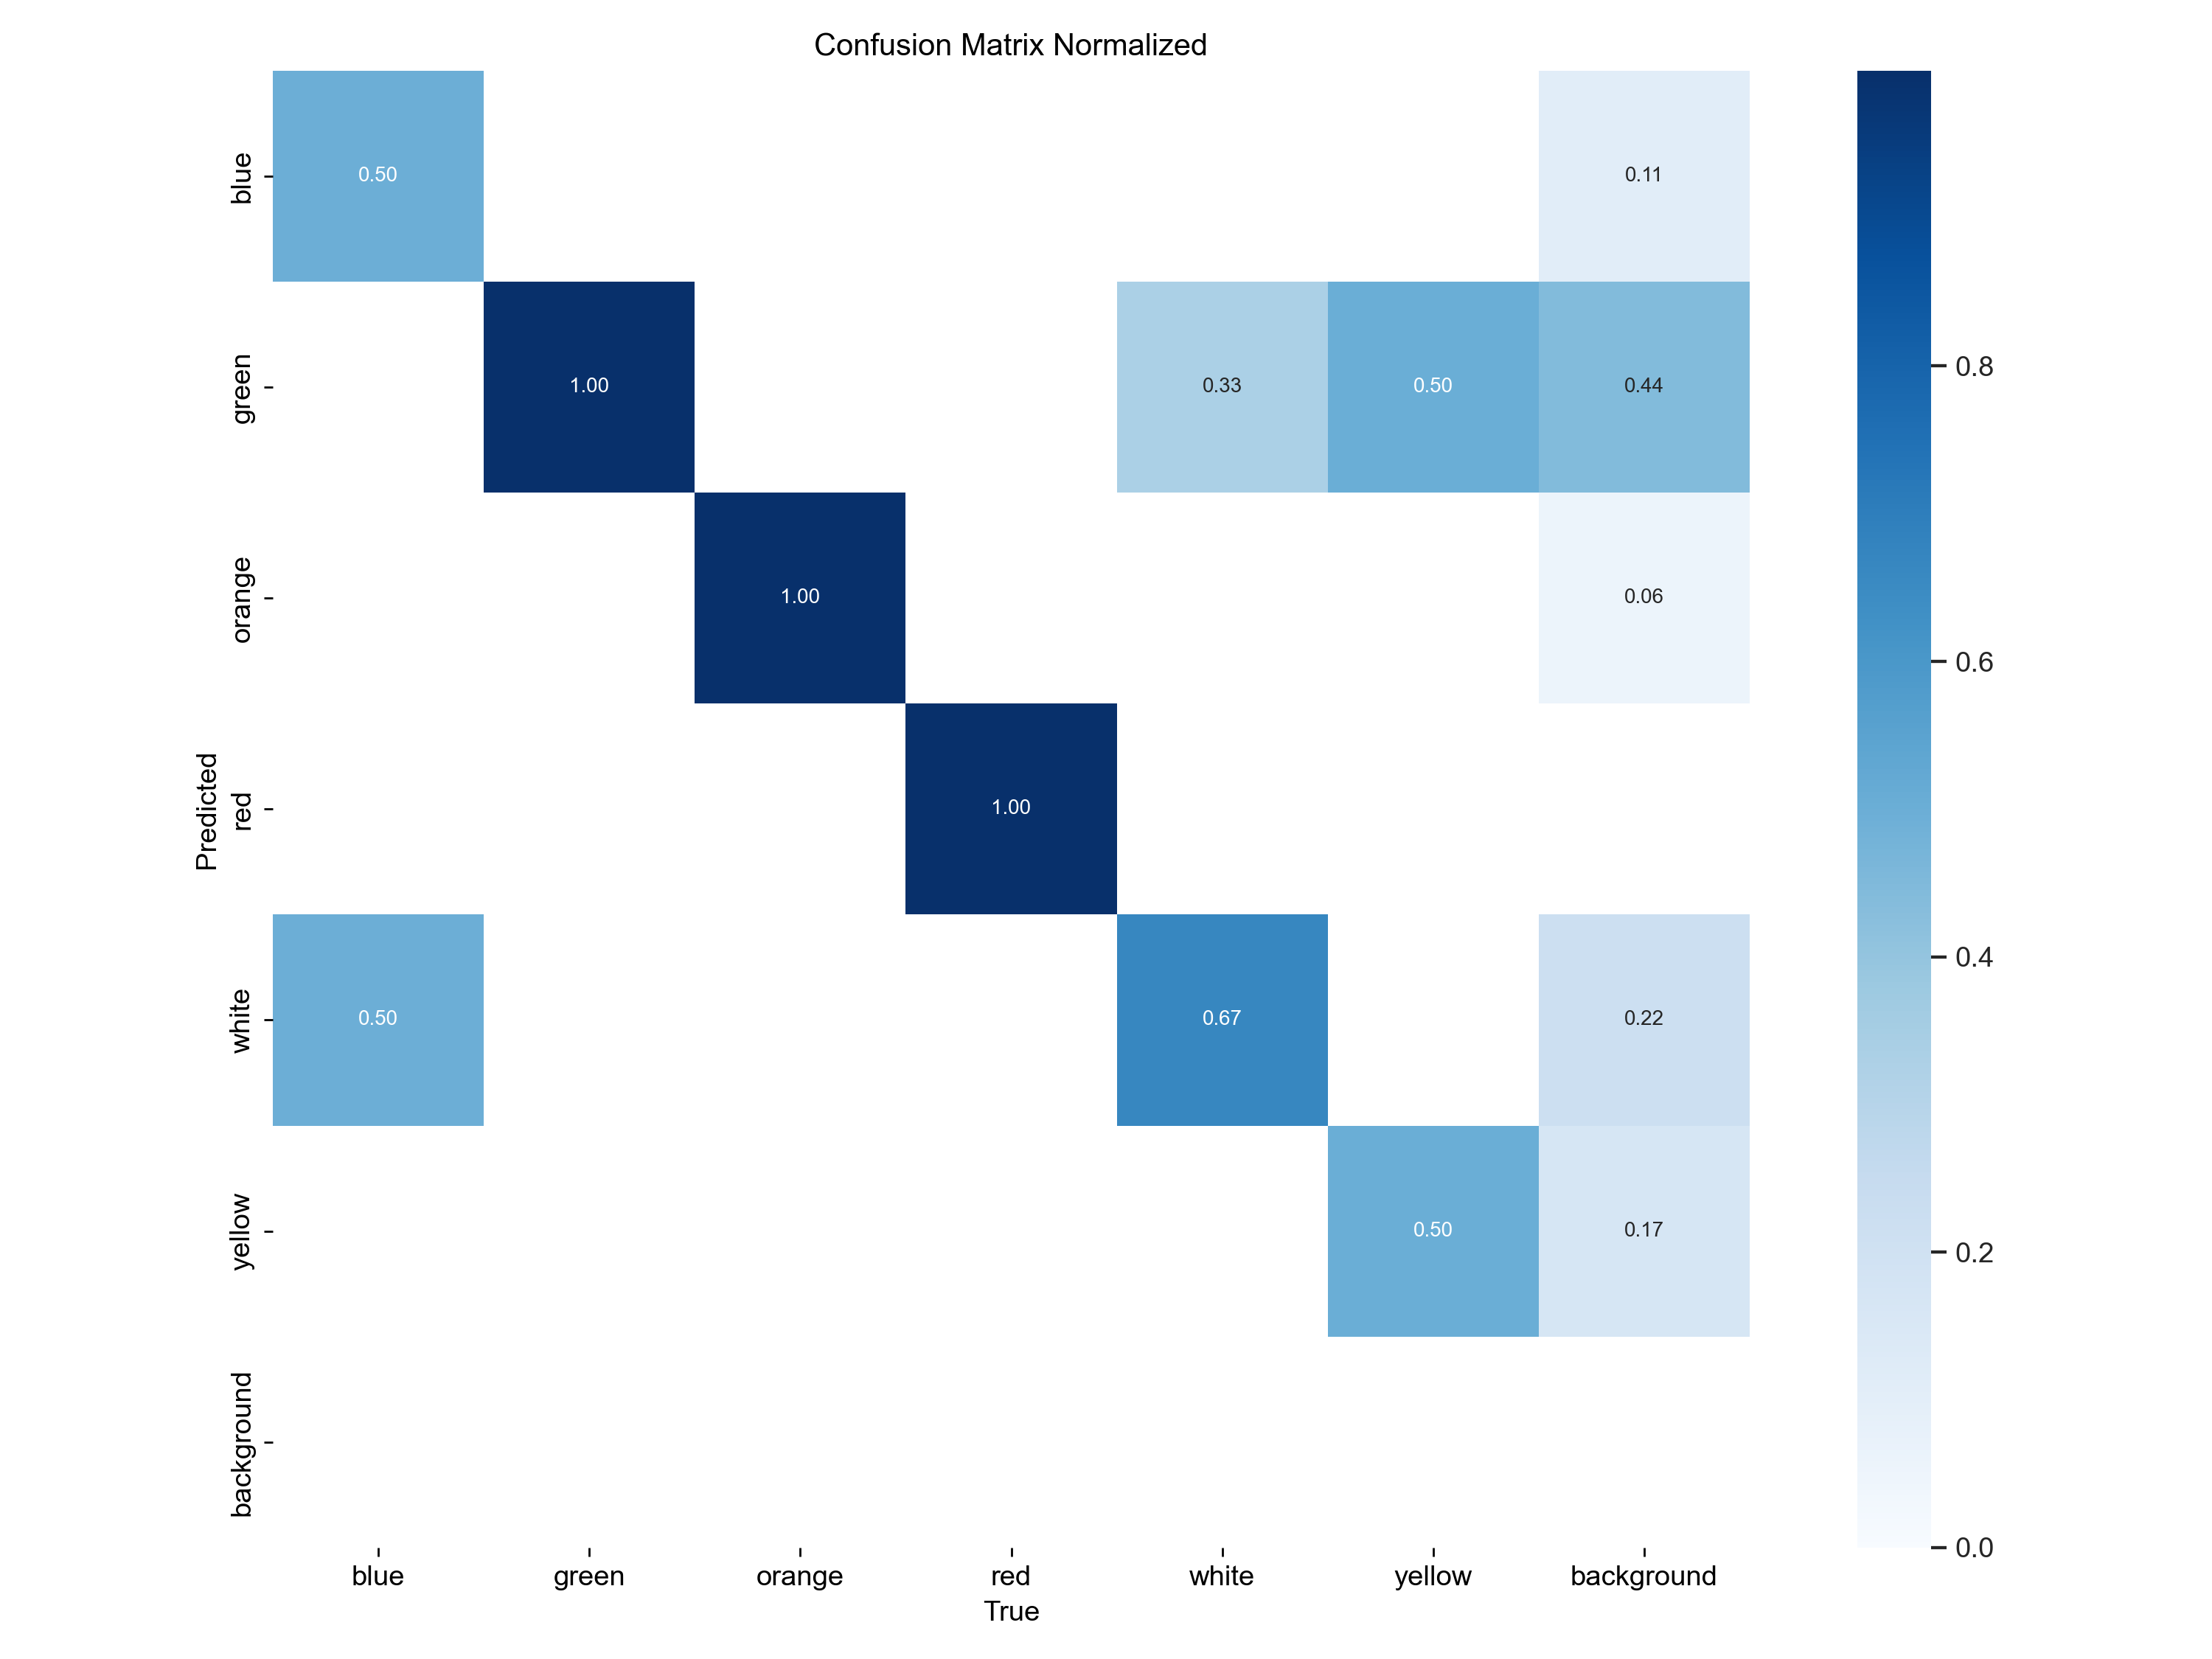 Confusion Matrix Normalized
blue 0.50 0.11
green 1.00 0.33 0.50 0.44 0.8
orange 1.00 0.06 0.6
Predicted
red 1.00
0.4
white 0.50 0.67 0.22
yellow 0.50 0.17 0.2
background
0.0
blue green orange red white yellow background
True